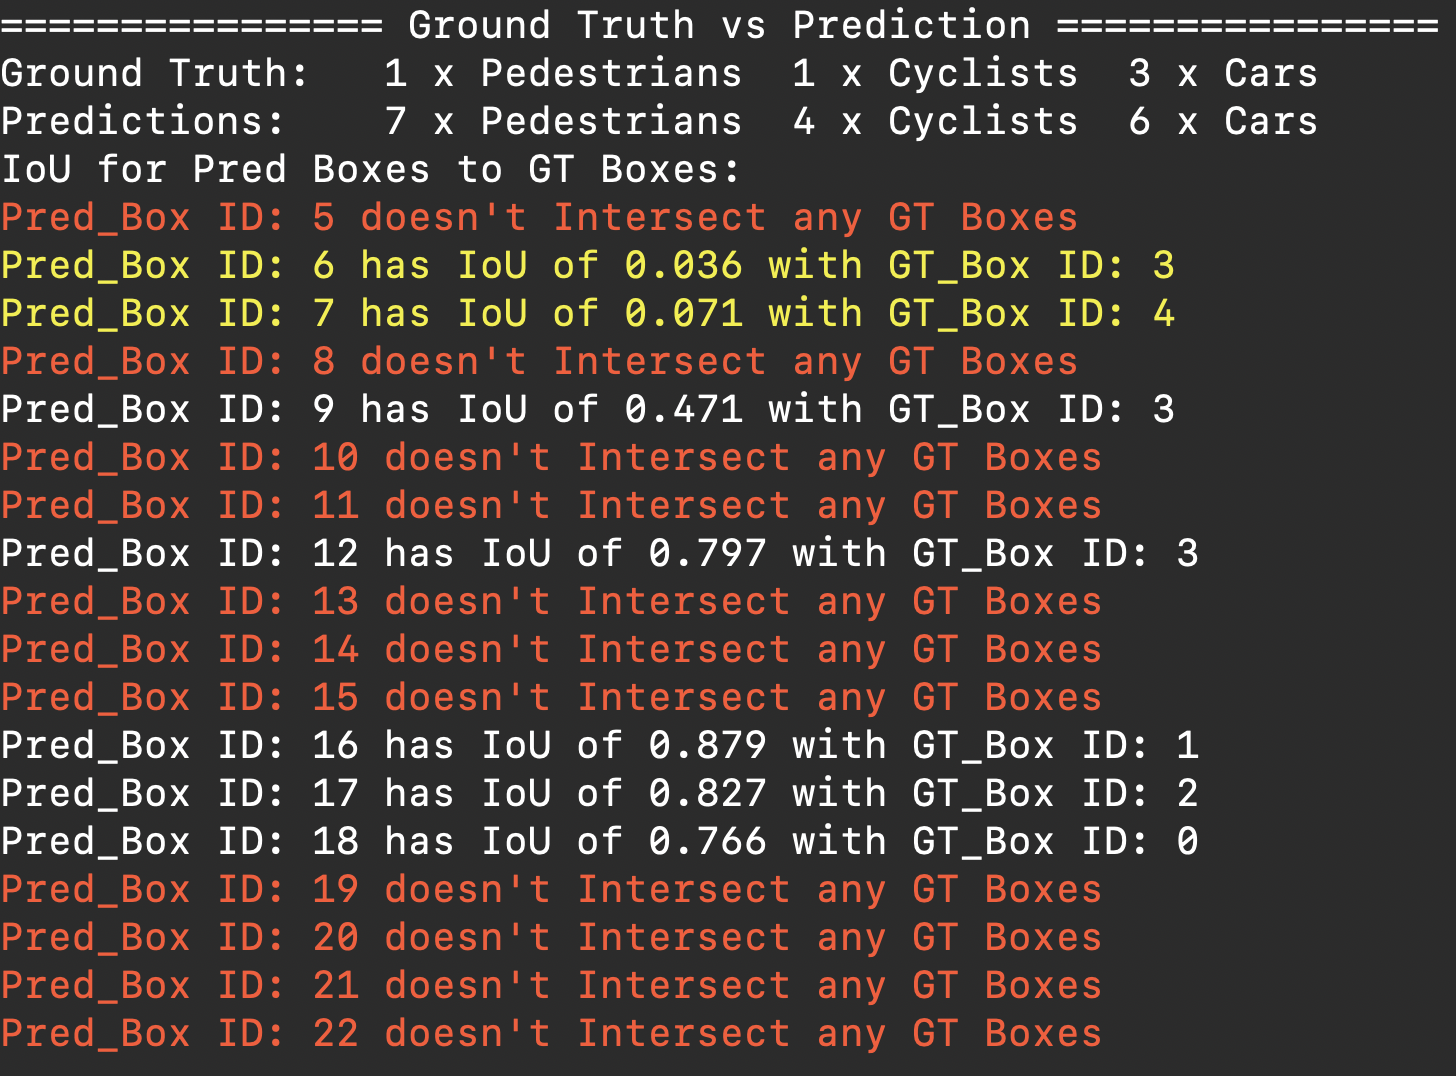 ================ Ground Truth vs Prediction ================
Ground Truth:   1 x Pedestrians  1 x Cyclists  3 x Cars
Predictions:    7 x Pedestrians  4 x Cyclists  6 x Cars
IoU for Pred Boxes to GT Boxes:
Pred_Box ID: 5 doesn't Intersect any GT Boxes
Pred_Box ID: 6 has IoU of 0.036 with GT_Box ID: 3
Pred_Box ID: 7 has IoU of 0.071 with GT_Box ID: 4
Pred_Box ID: 8 doesn't Intersect any GT Boxes
Pred_Box ID: 9 has IoU of 0.471 with GT_Box ID: 3
Pred_Box ID: 10 doesn't Intersect any GT Boxes
Pred_Box ID: 11 doesn't Intersect any GT Boxes
Pred_Box ID: 12 has IoU of 0.797 with GT_Box ID: 3
Pred_Box ID: 13 doesn't Intersect any GT Boxes
Pred_Box ID: 14 doesn't Intersect any GT Boxes
Pred_Box ID: 15 doesn't Intersect any GT Boxes
Pred_Box ID: 16 has IoU of 0.879 with GT_Box ID: 1
Pred_Box ID: 17 has IoU of 0.827 with GT_Box ID: 2
Pred_Box ID: 18 has IoU of 0.766 with GT_Box ID: 0
Pred_Box ID: 19 doesn't Intersect any GT Boxes
Pred_Box ID: 20 doesn't Intersect any GT Boxes
Pred_Box ID: 21 doesn't Intersect any GT Boxes
Pred_Box ID: 22 doesn't Intersect any GT Boxes